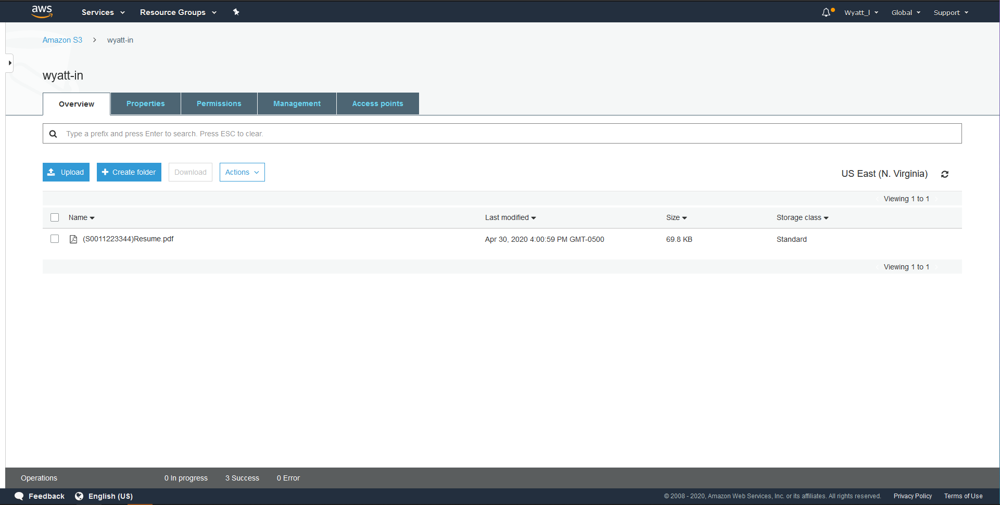 aws Services Resource Groups Wyatt_l Global Support
Amazon S3 > wyatt-in
wyatt-in
Overview Properties Permissions Management Access points
Type a prefix and press Enter to search. Press ESC to clear.
Upload Create folder Download Actions US East (N. Virginia)
Viewing 1 to 1
Name Last modified Size Storage class
(S0011223344)Resume.pdf Apr 30, 2020 4:00:59 PM GMT-0500 69.8 KB Standard
Viewing 1 to 1
Operations 0 In progress 3 Success 0 Error
Feedback English (US) © 2008 - 2020, Amazon Web Services, Inc. or its affiliates. All rights reserved. Privacy Policy Terms of Use